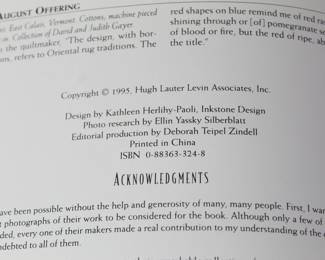 August Offering
East Calais, Vermont. Cottons, machine pieced
Collection of David and Judith Gayer.
the quiltmaker, "The design, with bor-
refers to Oriental rug traditions. The
red shapes on blue remind me of red
shining through or [of] pomegranate
of blood or fire, but the red of ripe,
the title."
Copyright © 1995, Hugh Lauter Levin Associates, Inc.
Design by Kathleen Herlihy-Paoli, Inkstone Design
Photo research by Ellin Yassky Silberblatt
Editorial production by Deborah Teipel Zindell
Printed in China
ISBN 0-88363-324-8
Acknowledgments
have been possible without the help and generosity of many, many people. First, I
photographs of their work to be considered for the book. Although only a few of
every one of their makers made a real contribution to my understanding of the
indebted to all of them.